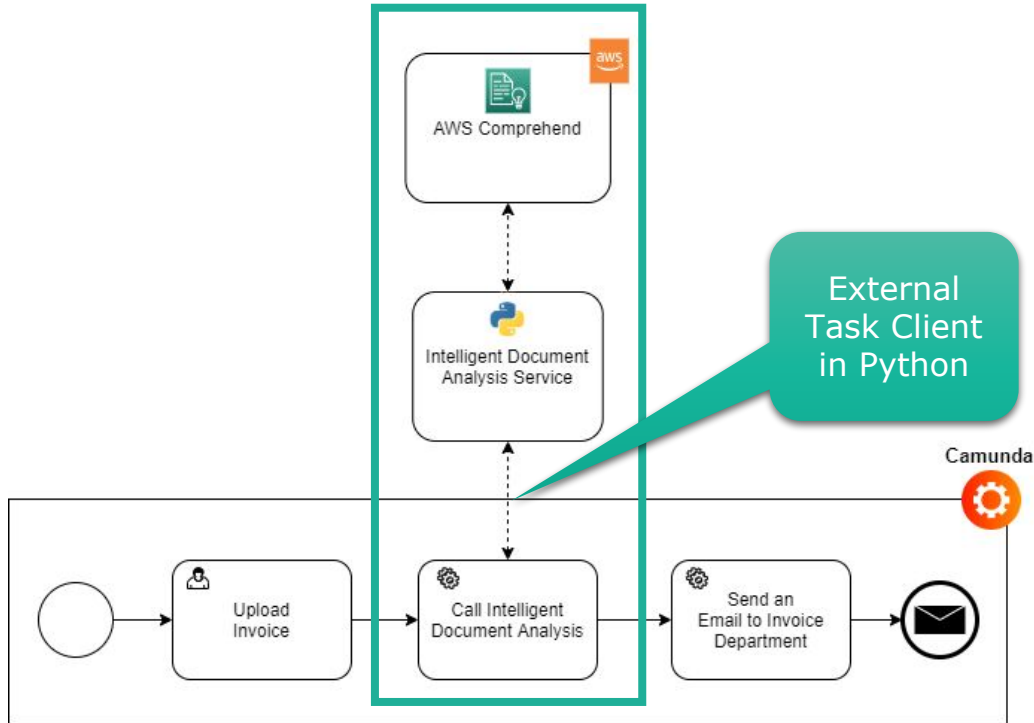 aws
AWS Comprehend
Intelligent Document
Analysis Service
External
Task Client
in Python
Camunda
Upload
Invoice
Call Intelligent
Document Analysis
Send an
Email to Invoice
Department